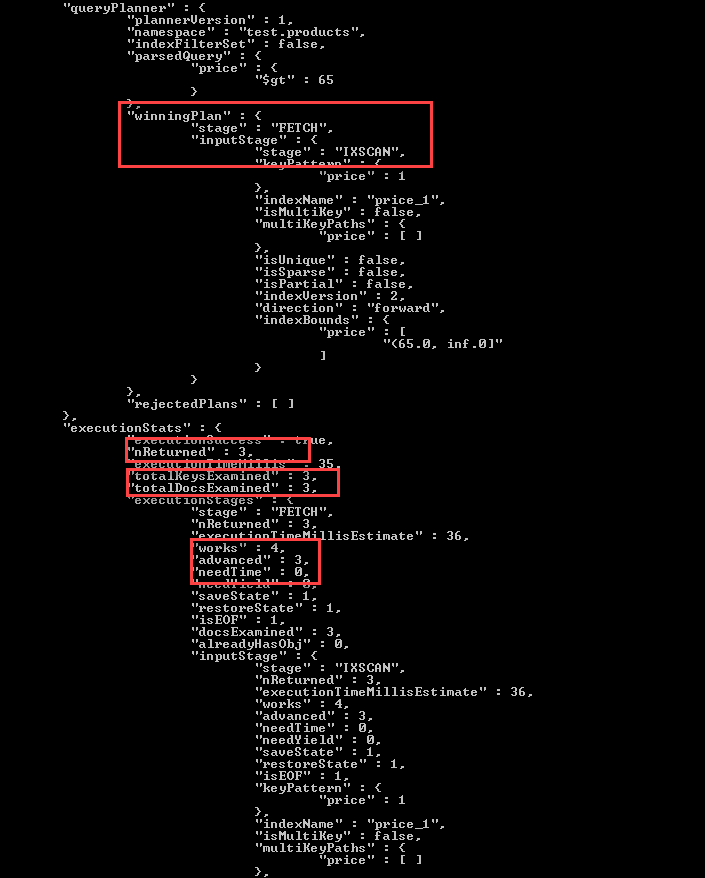 "queryPlanner" : {
"plannerVersion" : 1,
"namespace" : "test.products",
"indexFilterSet" : false,
"parsedQuery" : {
"price" : {
"$gt" : 65
}
},
"winningPlan" : {
"stage" : "FETCH",
"inputStage" : {
"stage" : "IXSCAN",
"keyPattern" : {
"price" : 1
},
"indexName" : "price_1",
"isMultiKey" : false,
"multiKeyPaths" : {
"price" : [ ]
},
"isUnique" : false,
"isSparse" : false,
"isPartial" : false,
"indexVersion" : 2,
"direction" : "forward",
"indexBounds" : {
"price" : [
"(65.0, inf.0]"
]
}
}
},
"rejectedPlans" : [ ]
},
"executionStats" : {
"executionSuccess" : true,
"nReturned" : 3,
"executionTimeMillis" : 35,
"totalKeysExamined" : 3,
"totalDocsExamined" : 3,
"executionStages" : {
"stage" : "FETCH",
"nReturned" : 3,
"executionTimeMillisEstimate" : 36,
"works" : 4,
"advanced" : 3,
"needTime" : 0,
"needYield" : 0,
"saveState" : 1,
"restoreState" : 1,
"isEOF" : 1,
"docsExamined" : 3,
"alreadyHasObj" : 0,
"inputStage" : {
"stage" : "IXSCAN",
"nReturned" : 3,
"executionTimeMillisEstimate" : 36,
"works" : 4,
"advanced" : 3,
"needTime" : 0,
"needYield" : 0,
"saveState" : 1,
"restoreState" : 1,
"isEOF" : 1,
"keyPattern" : {
"price" : 1
},
"indexName" : "price_1",
"isMultiKey" : false,
"multiKeyPaths" : {
"price" : [ ]
},